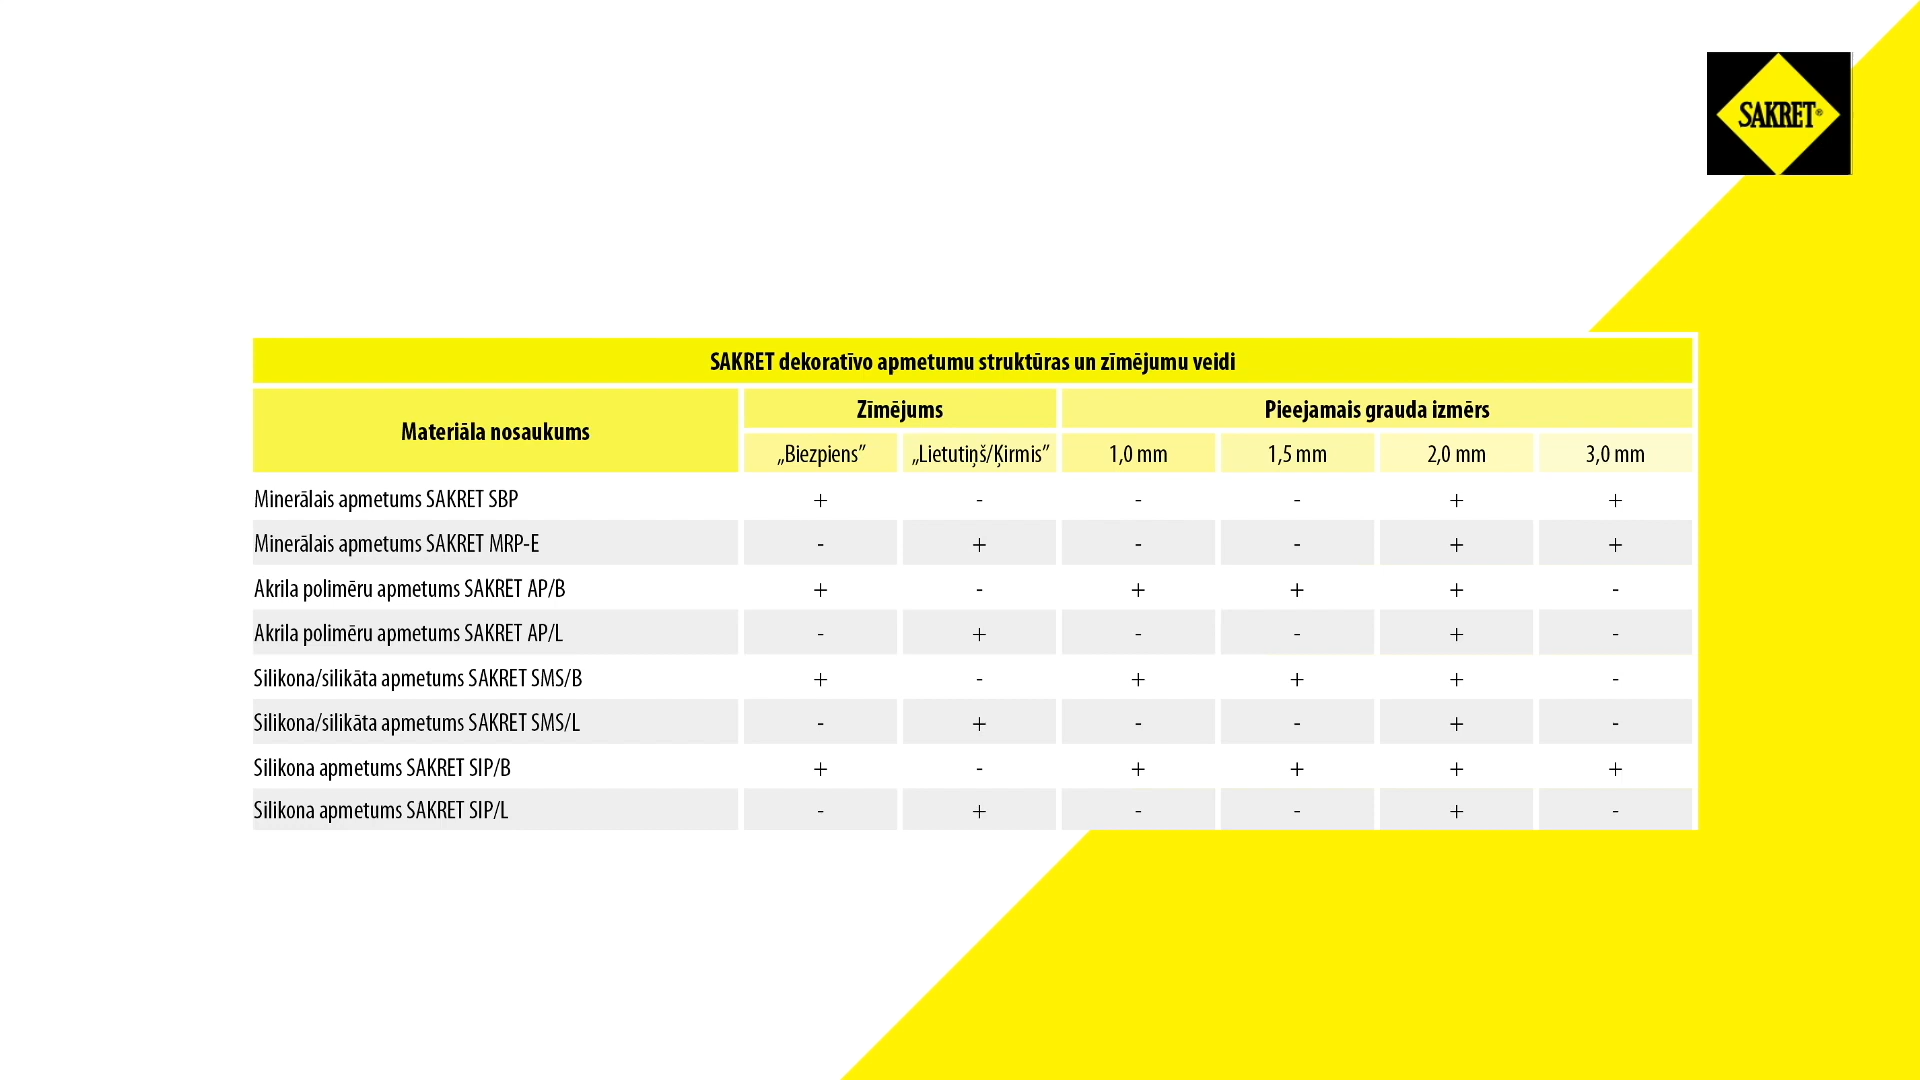 SAKRET®
SAKRET dekoratīvo apmetumu struktūras un zīmējumu veidi
Materiāla nosaukums Zīmējums Pieejamais grauda izmērs
„Biezpiens” „Lietutiņš/Ķirmis” 1,0 mm 1,5 mm 2,0 mm 3,0 mm
Minerālais apmetums SAKRET SBP + - - - + +
Minerālais apmetums SAKRET MRP-E - + - - + +
Akrila polimēru apmetums SAKRET AP/B + - + + + -
Akrila polimēru apmetums SAKRET AP/L - + - - + -
Silikona/silikāta apmetums SAKRET SMS/B + - + + + -
Silikona/silikāta apmetums SAKRET SMS/L - + - - + -
Silikona apmetums SAKRET SIP/B + - + + + +
Silikona apmetums SAKRET SIP/L - + - - + -